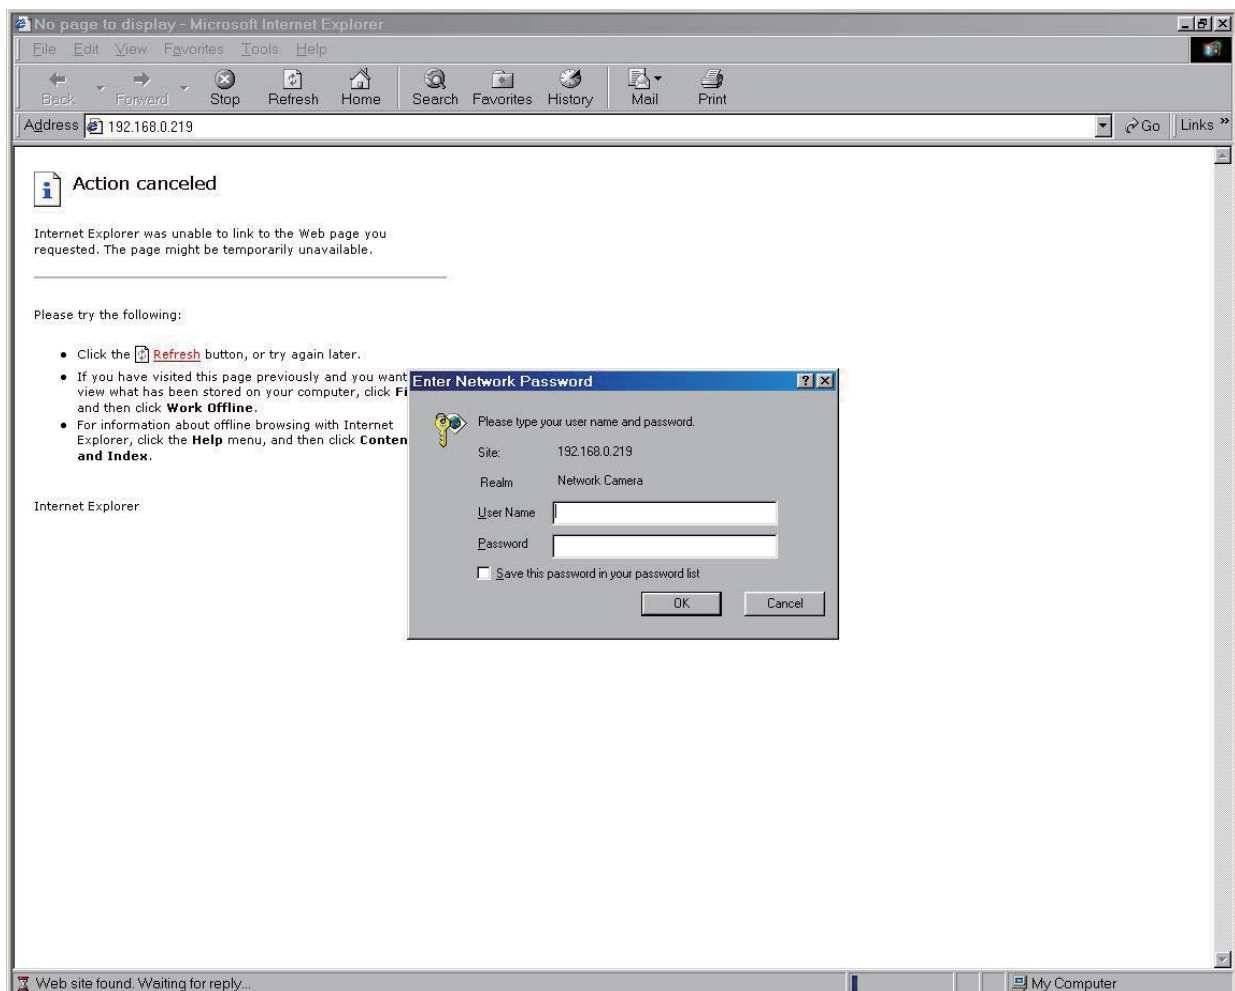 No page to display - Microsoft Internet Explorer
File Edit View Favorites Tools Help
Back Forward Stop Refresh Home Search Favorites History Mail Print
Address 192.168.0.219 Go Links »
Action canceled
Internet Explorer was unable to link to the Web page you
requested. The page might be temporarily unavailable.
Please try the following:
• Click the Refresh button, or try again later.
• If you have visited this page previously and you want
view what has been stored on your computer, click Fi
and then click Work Offline.
• For information about offline browsing with Internet
Explorer, click the Help menu, and then click Conten
and Index.
Internet Explorer
Enter Network Password
Please type your user name and password.
Site: 192.168.0.219
Realm Network Camera
User Name
Password
Save this password in your password list
OK Cancel
Web site found. Waiting for reply... My Computer